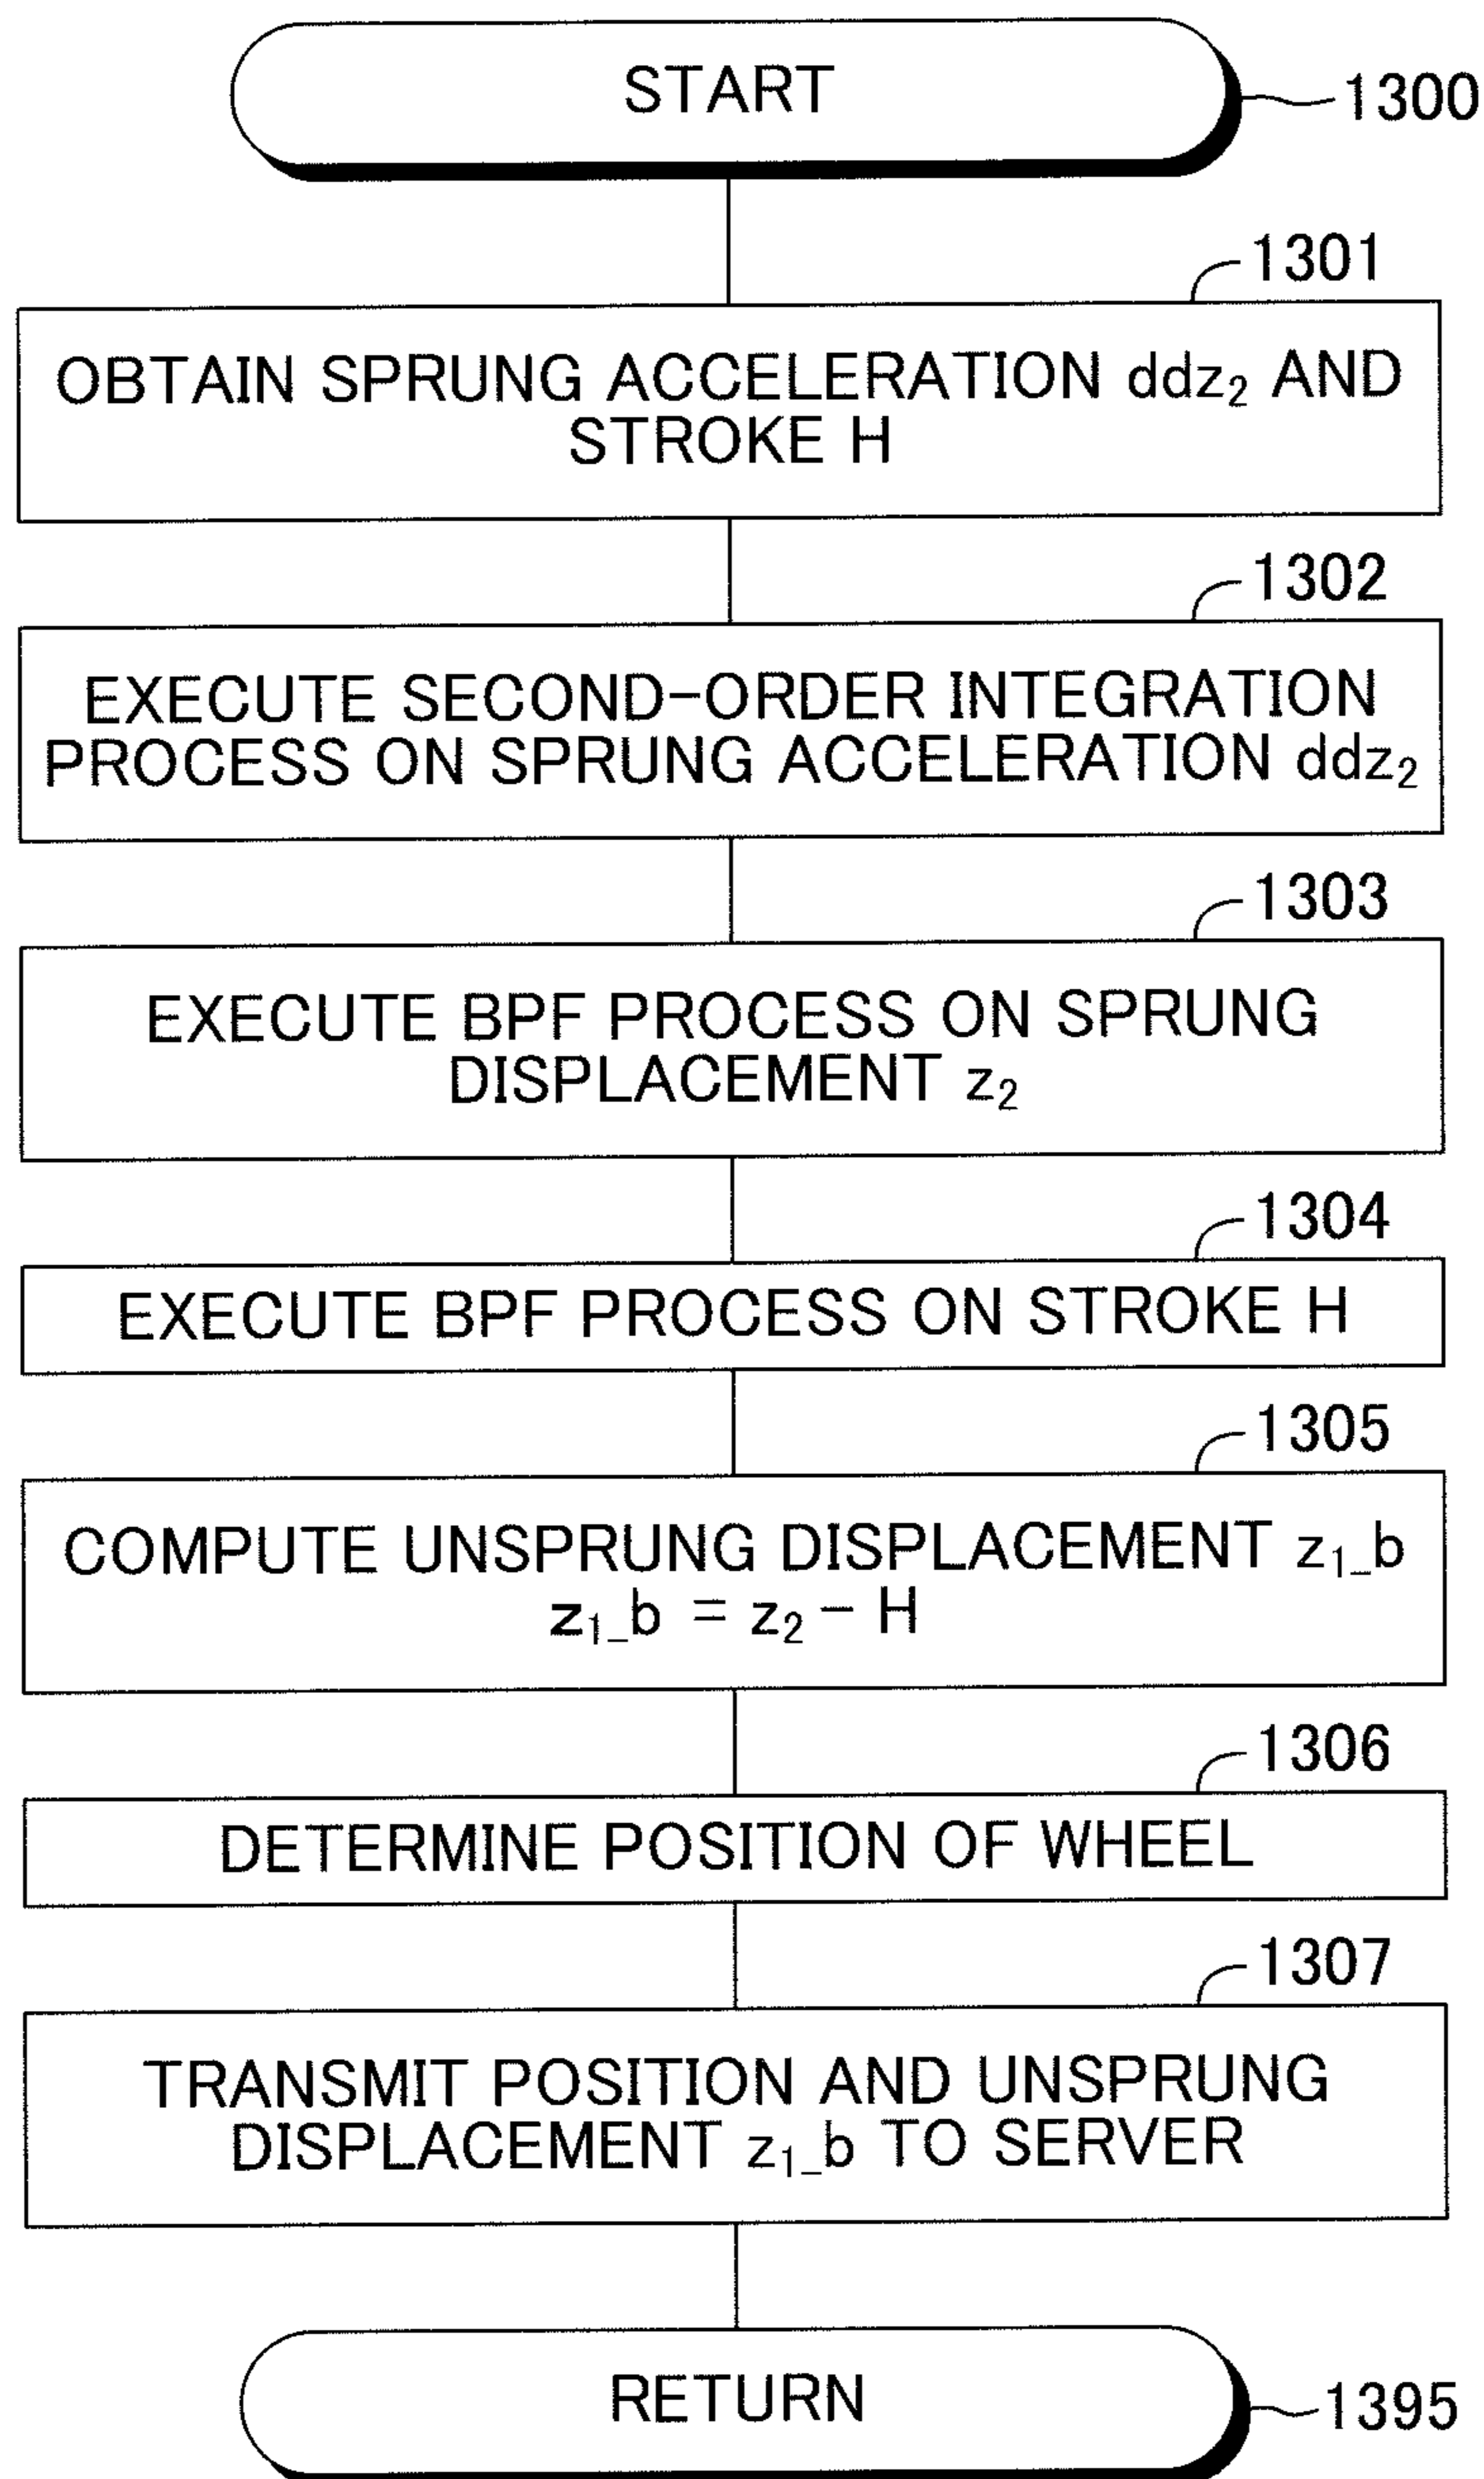 START
1300
1301
OBTAIN SPRUNG ACCELERATION ddz₂ AND
STROKE H
1302
EXECUTE SECOND-ORDER INTEGRATION
PROCESS ON SPRUNG ACCELERATION ddz₂
1303
EXECUTE BPF PROCESS ON SPRUNG
DISPLACEMENT z₂
1304
EXECUTE BPF PROCESS ON STROKE H
1305
COMPUTE UNSPRUNG DISPLACEMENT z₁_b
z₁_b = z₂ − H
1306
DETERMINE POSITION OF WHEEL
1307
TRANSMIT POSITION AND UNSPRUNG
DISPLACEMENT z₁_b TO SERVER
RETURN
1395